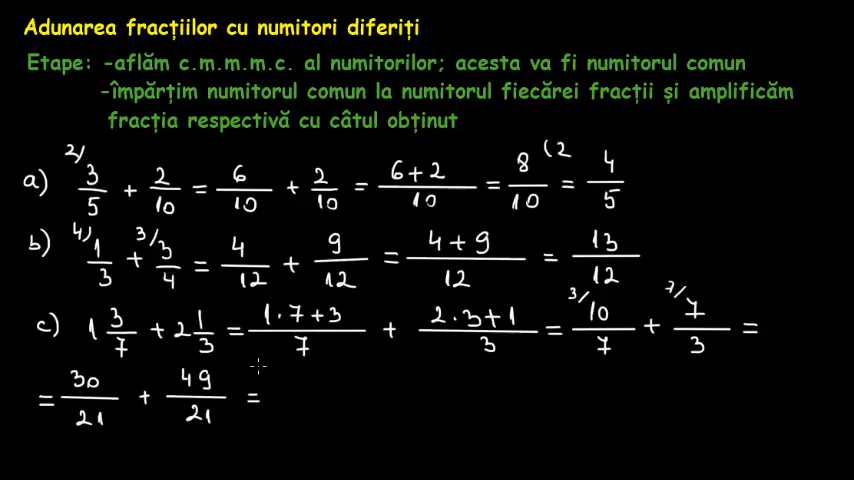 Adunarea fracțiilor cu numitori diferiți
Etape: -aflăm c.m.m.m.c. al numitorilor; acesta va fi numitorul comun
-împărțim numitorul comun la numitorul fiecărei fracții și amplificăm
fracția respectivă cu câtul obținut
a) ²⁾3/5 + 2/10 = 6/10 + 2/10 = (6+2)/10 = 8/10 ⁽² = 4/5
b) ⁴⁾1/3 + ³⁾3/4 = 4/12 + 9/12 = (4+9)/12 = 13/12
c) 1 3/7 + 2 1/3 = (1·7+3)/7 + (2·3+1)/3 = ³⁾10/7 + ⁷⁾7/3 =
= 30/21 + 49/21 =